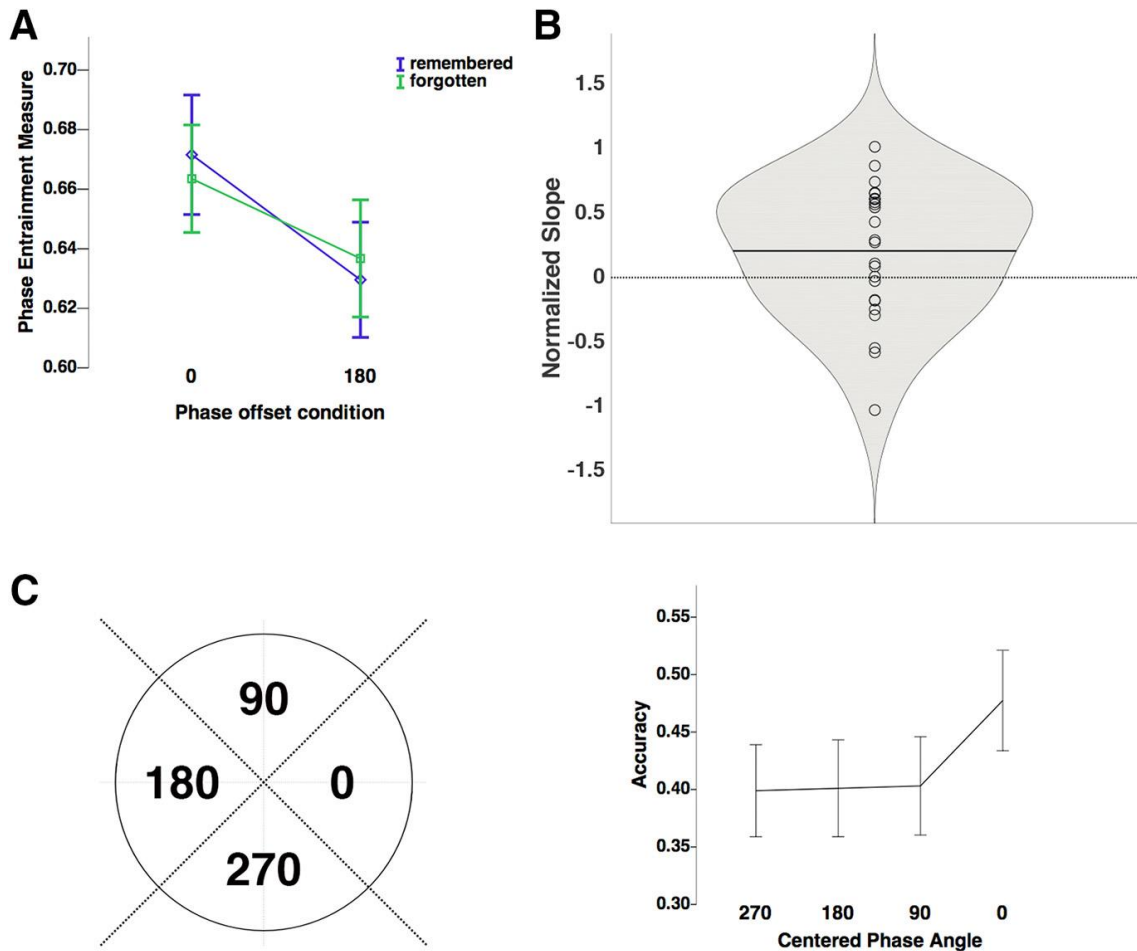 A
Phase Entrainment Measure
0.70
0.68
0.66
0.64
0.62
0.60
0
180
Phase offset condition
remembered
forgotten
B
Normalized Slope
1.5
1
0.5
0
-0.5
-1
-1.5
C
90
180
0
270
Accuracy
0.55
0.50
0.45
0.40
0.35
0.30
270
180
90
0
Centered Phase Angle